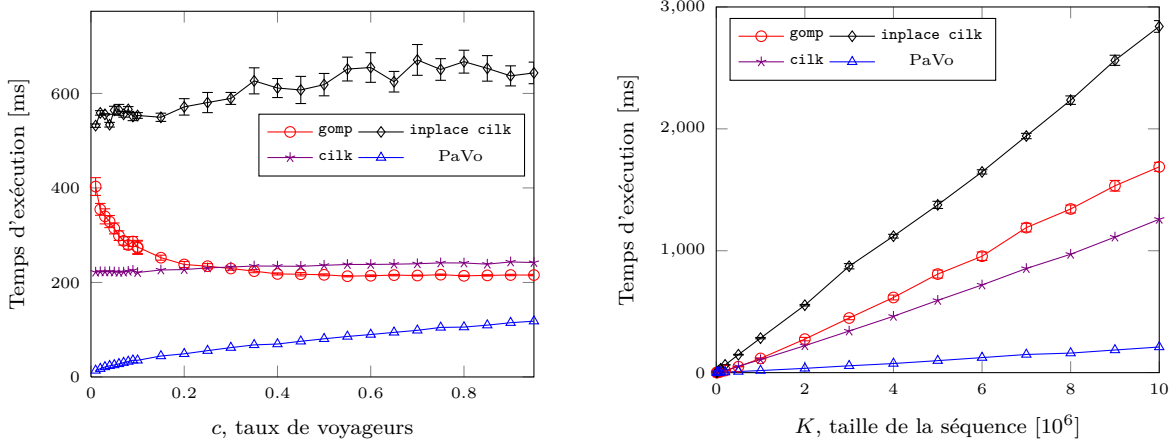 Temps d'exécution [ms]
600
400
200
0
gomp
inplace cilk
cilk
PaVo
0 0.2 0.4 0.6 0.8
c, taux de voyageurs
Temps d'exécution [ms]
3,000
2,000
1,000
0
gomp
inplace cilk
cilk
PaVo
0 2 4 6 8 10
K, taille de la séquence [10⁶]